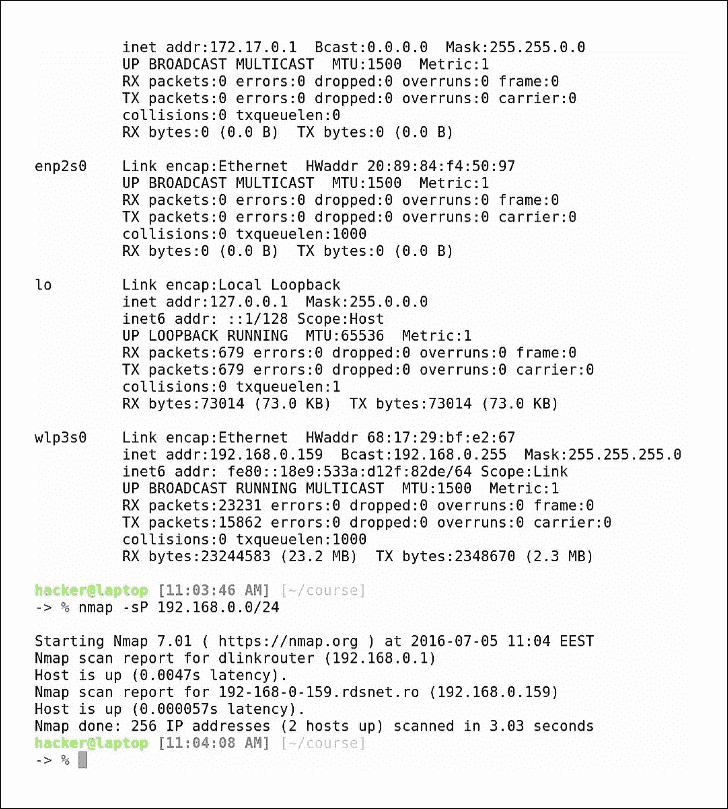 inet addr:172.17.0.1  Bcast:0.0.0.0  Mask:255.255.0.0
UP BROADCAST MULTICAST  MTU:1500  Metric:1
RX packets:0 errors:0 dropped:0 overruns:0 frame:0
TX packets:0 errors:0 dropped:0 overruns:0 carrier:0
collisions:0 txqueuelen:0
RX bytes:0 (0.0 B)  TX bytes:0 (0.0 B)
enp2s0    Link encap:Ethernet  HWaddr 20:89:84:f4:50:97
UP BROADCAST MULTICAST  MTU:1500  Metric:1
RX packets:0 errors:0 dropped:0 overruns:0 frame:0
TX packets:0 errors:0 dropped:0 overruns:0 carrier:0
collisions:0 txqueuelen:1000
RX bytes:0 (0.0 B)  TX bytes:0 (0.0 B)
lo        Link encap:Local Loopback
inet addr:127.0.0.1  Mask:255.0.0.0
inet6 addr: ::1/128 Scope:Host
UP LOOPBACK RUNNING  MTU:65536  Metric:1
RX packets:679 errors:0 dropped:0 overruns:0 frame:0
TX packets:679 errors:0 dropped:0 overruns:0 carrier:0
collisions:0 txqueuelen:1
RX bytes:73014 (73.0 KB)  TX bytes:73014 (73.0 KB)
wlp3s0    Link encap:Ethernet  HWaddr 68:17:29:bf:e2:67
inet addr:192.168.0.159  Bcast:192.168.0.255  Mask:255.255.255.0
inet6 addr: fe80::18e9:533a:d12f:82de/64 Scope:Link
UP BROADCAST RUNNING MULTICAST  MTU:1500  Metric:1
RX packets:23231 errors:0 dropped:0 overruns:0 frame:0
TX packets:15862 errors:0 dropped:0 overruns:0 carrier:0
collisions:0 txqueuelen:1000
RX bytes:23244583 (23.2 MB)  TX bytes:2348670 (2.3 MB)
hacker@laptop [11:03:46 AM] [~/course]
-> % nmap -sP 192.168.0.0/24
Starting Nmap 7.01 ( https://nmap.org ) at 2016-07-05 11:04 EEST
Nmap scan report for dlinkrouter (192.168.0.1)
Host is up (0.0047s latency).
Nmap scan report for 192-168-0-159.rdsnet.ro (192.168.0.159)
Host is up (0.000057s latency).
Nmap done: 256 IP addresses (2 hosts up) scanned in 3.03 seconds
hacker@laptop [11:04:08 AM] [~/course]
-> %